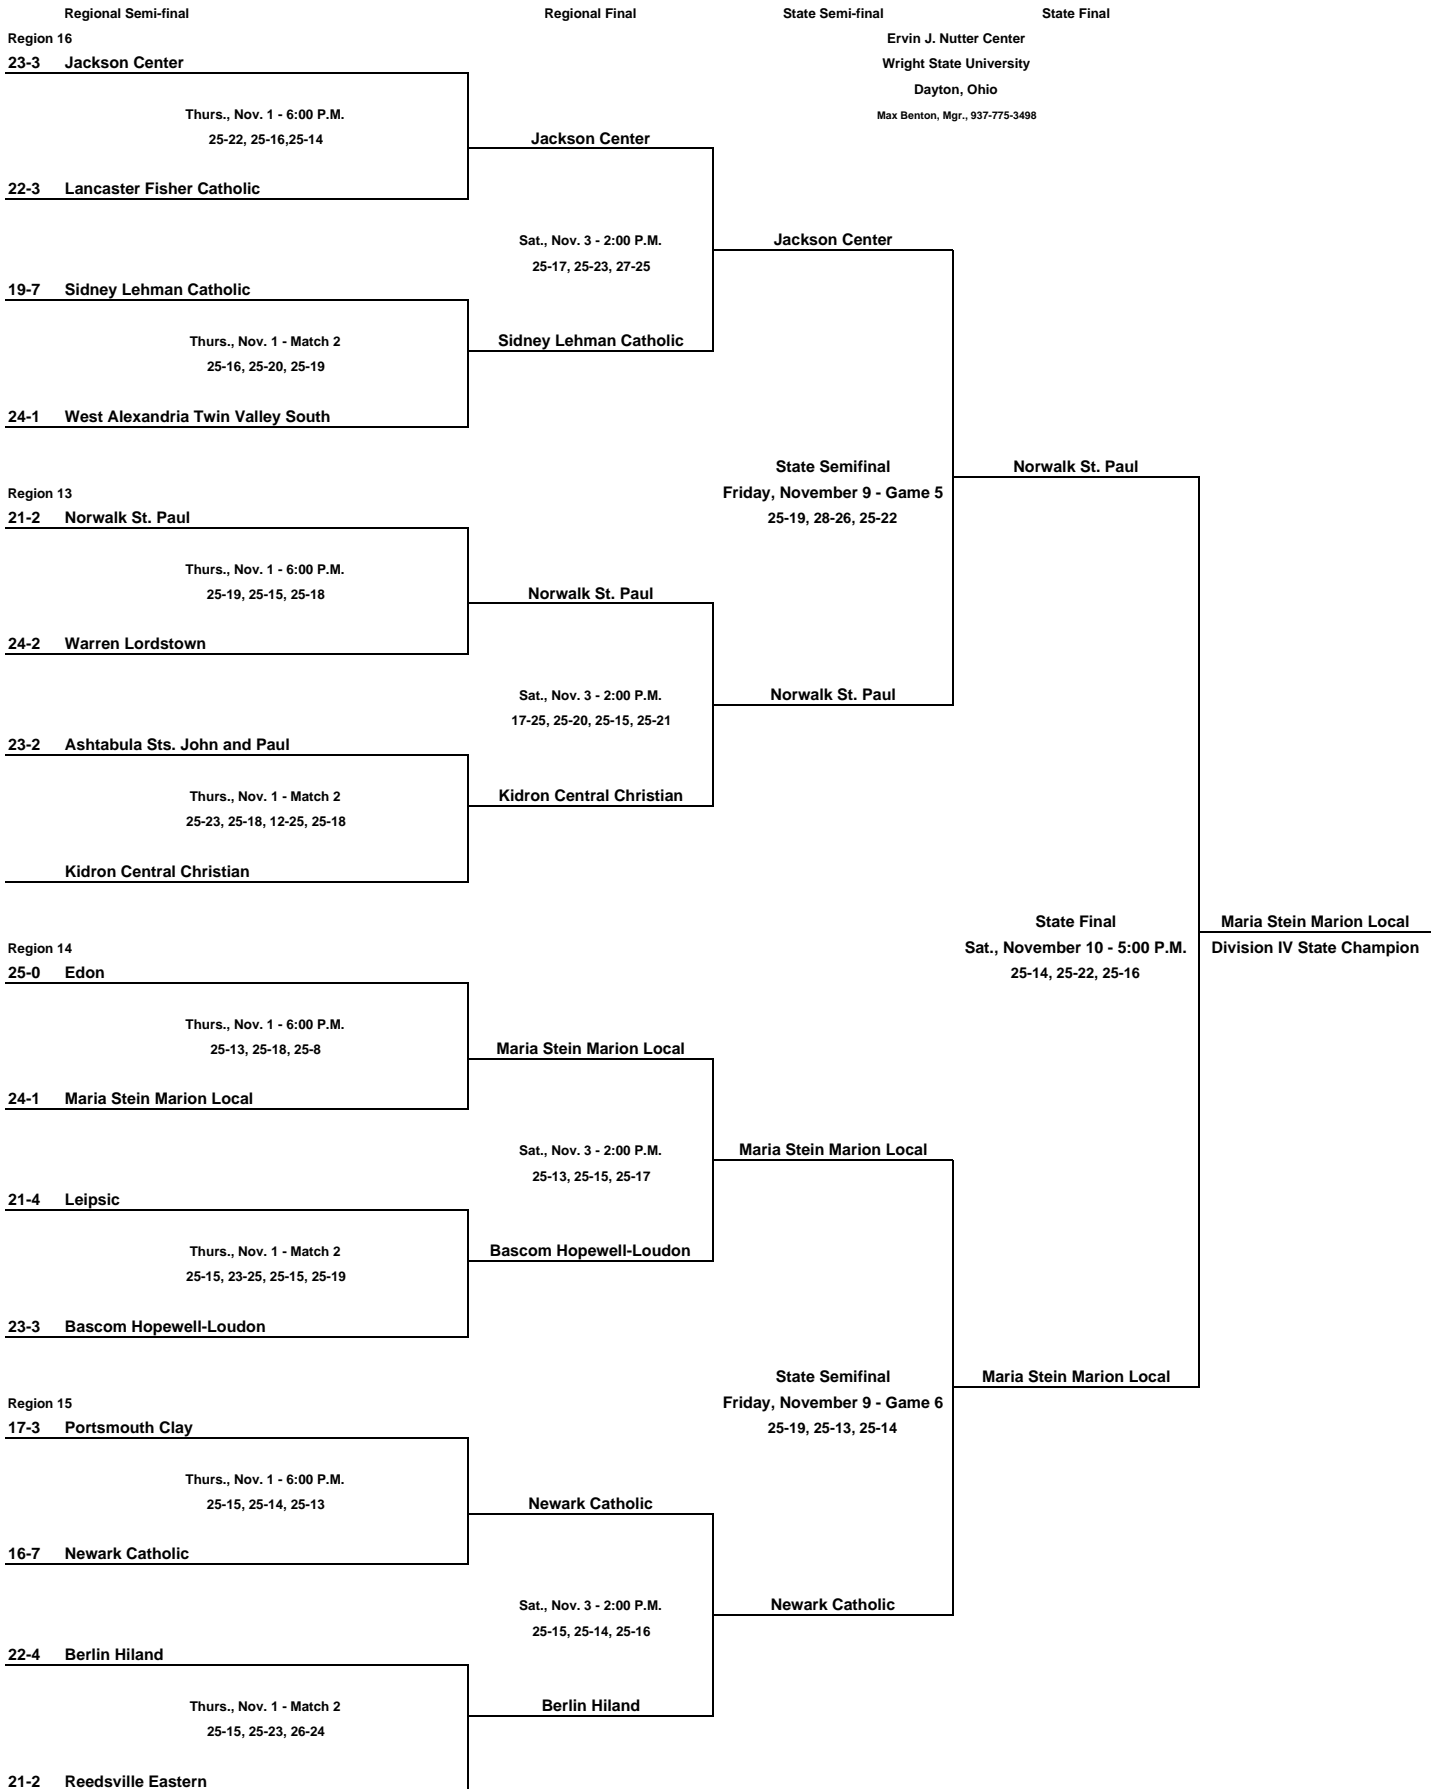 Regional Semi-final Regional Final State Semi-final State Final
Region 16 Ervin J. Nutter Center
23-3 Jackson Center Wright State University
Dayton, Ohio
Thurs., Nov. 1 - 6:00 P.M. Max Benton, Mgr., 937-775-3498
25-22, 25-16,25-14 Jackson Center
22-3 Lancaster Fisher Catholic
Sat., Nov. 3 - 2:00 P.M. Jackson Center
25-17, 25-23, 27-25
19-7 Sidney Lehman Catholic
Thurs., Nov. 1 - Match 2 Sidney Lehman Catholic
25-16, 25-20, 25-19
24-1 West Alexandria Twin Valley South
State Semifinal Norwalk St. Paul
Region 13 Friday, November 9 - Game 5
21-2 Norwalk St. Paul 25-19, 28-26, 25-22
Thurs., Nov. 1 - 6:00 P.M.
25-19, 25-15, 25-18 Norwalk St. Paul
24-2 Warren Lordstown
Sat., Nov. 3 - 2:00 P.M. Norwalk St. Paul
17-25, 25-20, 25-15, 25-21
23-2 Ashtabula Sts. John and Paul
Thurs., Nov. 1 - Match 2 Kidron Central Christian
25-23, 25-18, 12-25, 25-18
Kidron Central Christian
State Final Maria Stein Marion Local
Region 14 Sat., November 10 - 5:00 P.M. Division IV State Champion
25-0 Edon 25-14, 25-22, 25-16
Thurs., Nov. 1 - 6:00 P.M.
25-13, 25-18, 25-8 Maria Stein Marion Local
24-1 Maria Stein Marion Local
Sat., Nov. 3 - 2:00 P.M. Maria Stein Marion Local
25-13, 25-15, 25-17
21-4 Leipsic
Thurs., Nov. 1 - Match 2 Bascom Hopewell-Loudon
25-15, 23-25, 25-15, 25-19
23-3 Bascom Hopewell-Loudon
State Semifinal Maria Stein Marion Local
Region 15 Friday, November 9 - Game 6
17-3 Portsmouth Clay 25-19, 25-13, 25-14
Thurs., Nov. 1 - 6:00 P.M.
25-15, 25-14, 25-13 Newark Catholic
16-7 Newark Catholic
Sat., Nov. 3 - 2:00 P.M. Newark Catholic
25-15, 25-14, 25-16
22-4 Berlin Hiland
Thurs., Nov. 1 - Match 2 Berlin Hiland
25-15, 25-23, 26-24
21-2 Reedsville Eastern